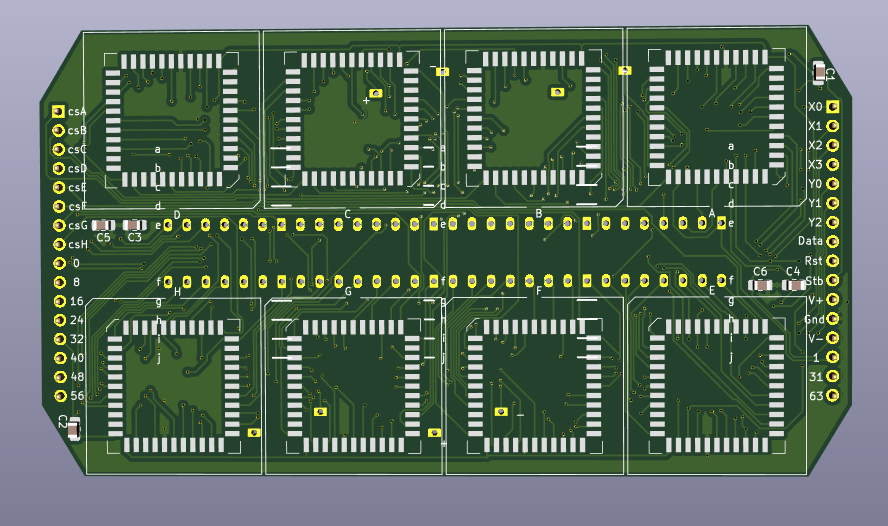 C1
csA
csB
csC
csD
csE
csF
csG
csH
0
8
16
24
32
40
48
56
X0
X1
X2
X3
Y0
Y1
Y2
Data
Rst
Stb
V+
Gnd
V-
1
31
63
+
-
a
b
c
d
e
a
b
c
d
e
a
b
c
d
e
D
C
B
A
C5
C3
C6
C4
f
g
h
i
j
f
g
h
i
j
f
g
h
i
j
H
G
F
E
-
+
C2